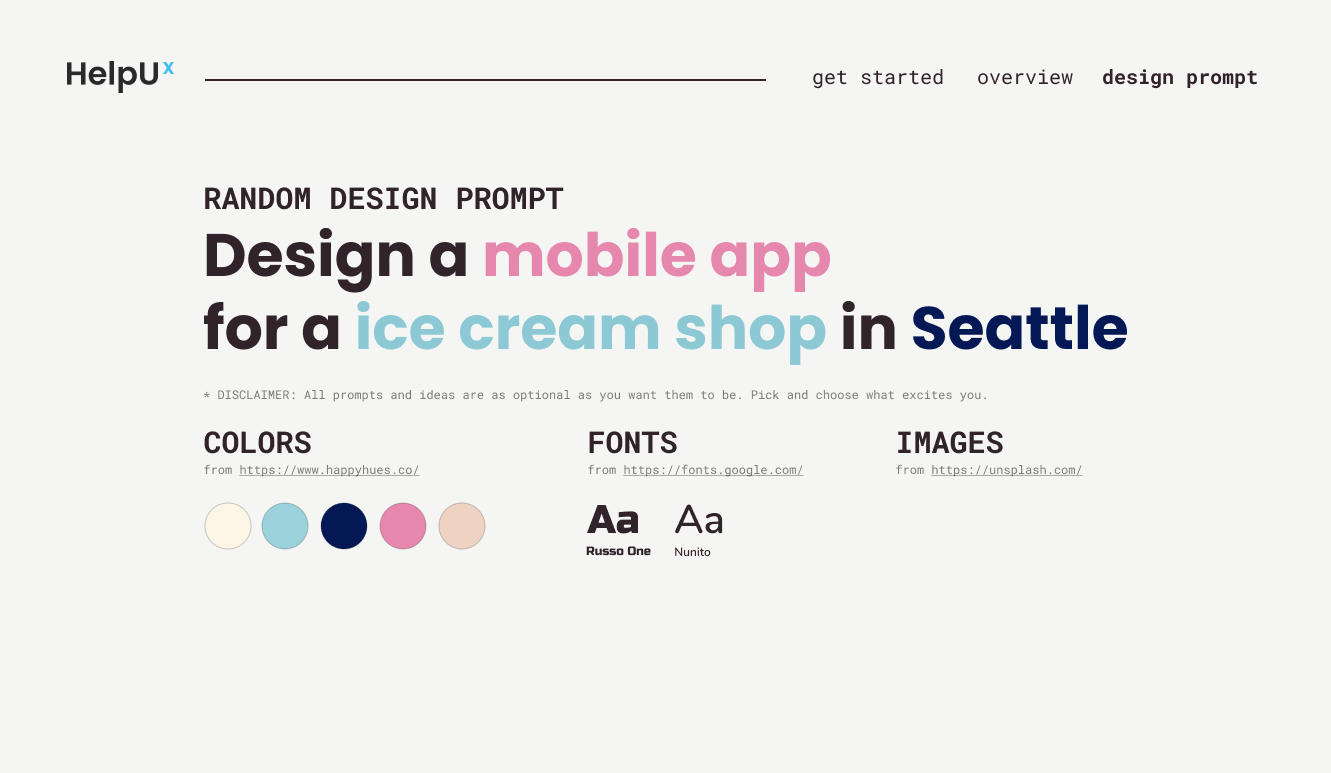 HelpUx
get started overview design prompt
RANDOM DESIGN PROMPT
Design a mobile app
for a ice cream shop in Seattle
* DISCLAIMER: All prompts and ideas are as optional as you want them to be. Pick and choose what excites you.
COLORS
from https://www.happyhues.co/
FONTS
from https://fonts.google.com/
Aa
Russo One
Aa
Nunito
IMAGES
from https://unsplash.com/